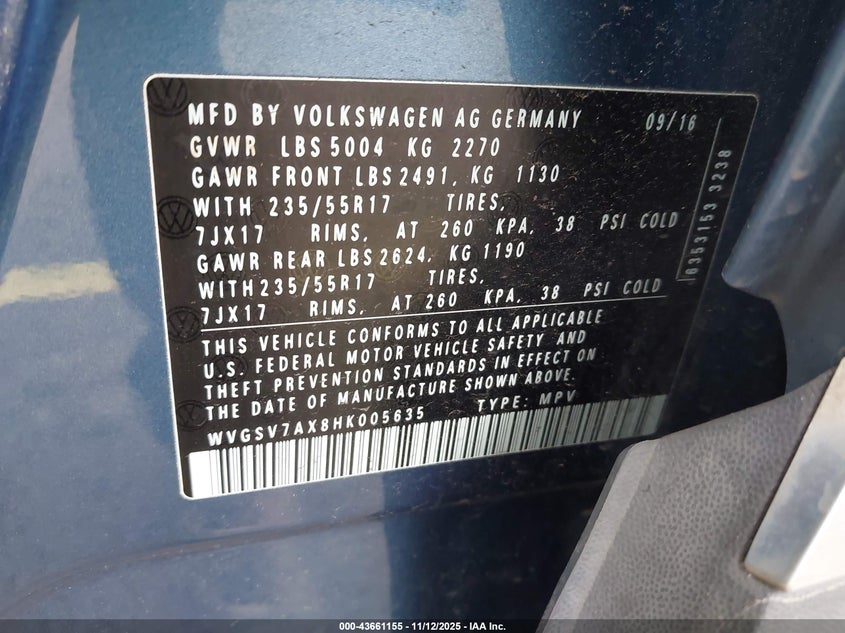 MFD BY VOLKSWAGEN AG GERMANY 09/16
GVWR LBS 5004 KG 2270
GAWR FRONT LBS 2491, KG 1130
WITH 235/55R17 TIRES,
7JX17 RIMS, AT 260 KPA, 38 PSI COLD
GAWR REAR LBS 2624, KG 1190
WITH 235/55R17 TIRES,
7JX17 RIMS, AT 260 KPA, 38 PSI COLD
THIS VEHICLE CONFORMS TO ALL APPLICABLE
U.S. FEDERAL MOTOR VEHICLE SAFETY AND
THEFT PREVENTION STANDARDS IN EFFECT ON
THE DATE OF MANUFACTURE SHOWN ABOVE.
WVGSV7AX8HK005635 TYPE: MPV
6353153 3238
000-43661155 - 11/12/2025 - IAA Inc.